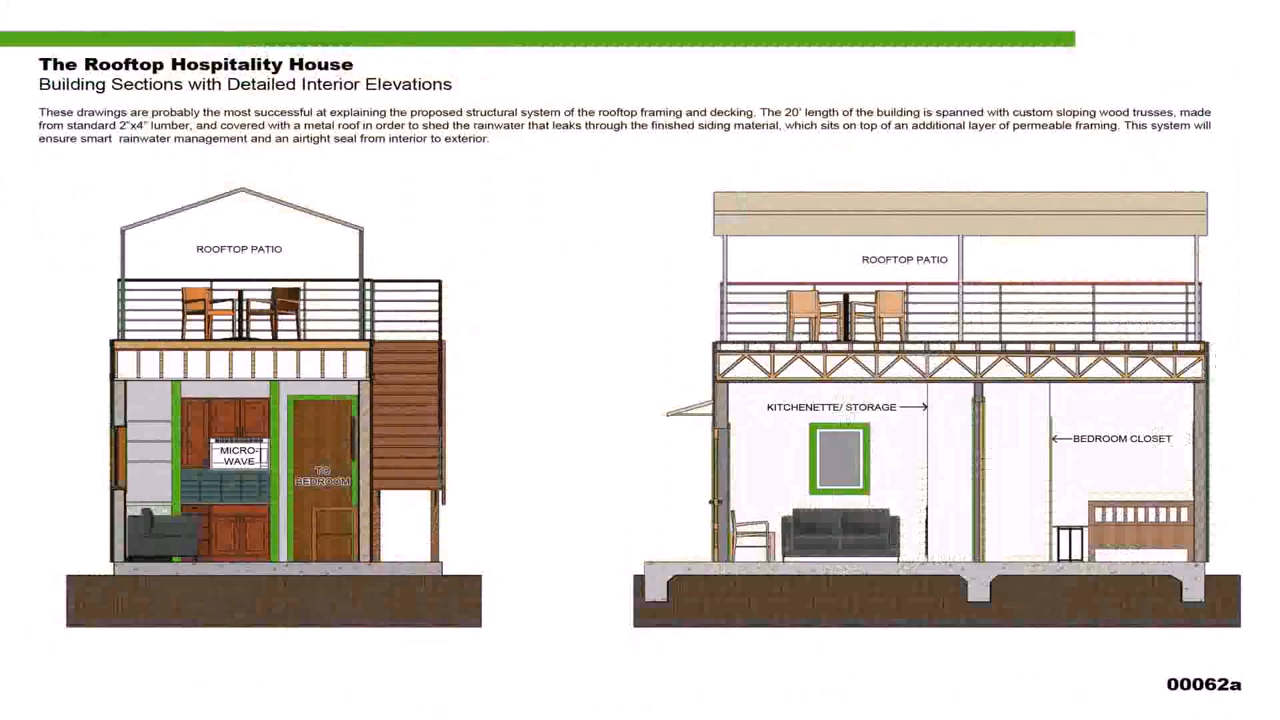 The Rooftop Hospitality House
Building Sections with Detailed Interior Elevations
These drawings are probably the most successful at explaining the proposed structural system of the rooftop framing and decking. The 20' length of the building is spanned with custom sloping wood trusses, made
from standard 2"x4" lumber, and covered with a metal roof in order to shed the rainwater that leaks through the finished siding material, which sits on top of an additional layer of permeable framing. This system will
ensure smart rainwater management and an airtight seal from interior to exterior.
ROOFTOP PATIO
MICRO-
WAVE
TO
BEDROOM
ROOFTOP PATIO
KITCHENETTE/ STORAGE
BEDROOM CLOSET
00062a